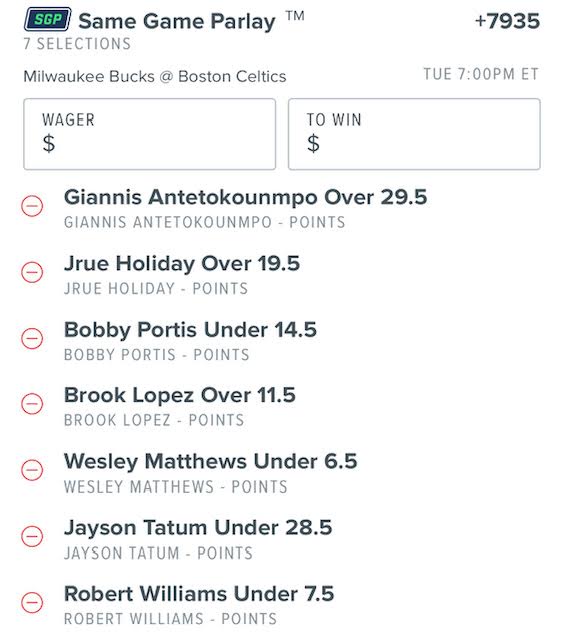 SGP Same Game Parlay ™ +7935
7 SELECTIONS
Milwaukee Bucks @ Boston Celtics TUE 7:00PM ET
WAGER TO WIN
$ $
Giannis Antetokounmpo Over 29.5
GIANNIS ANTETOKOUNMPO - POINTS
Jrue Holiday Over 19.5
JRUE HOLIDAY - POINTS
Bobby Portis Under 14.5
BOBBY PORTIS - POINTS
Brook Lopez Over 11.5
BROOK LOPEZ - POINTS
Wesley Matthews Under 6.5
WESLEY MATTHEWS - POINTS
Jayson Tatum Under 28.5
JAYSON TATUM - POINTS
Robert Williams Under 7.5
ROBERT WILLIAMS - POINTS